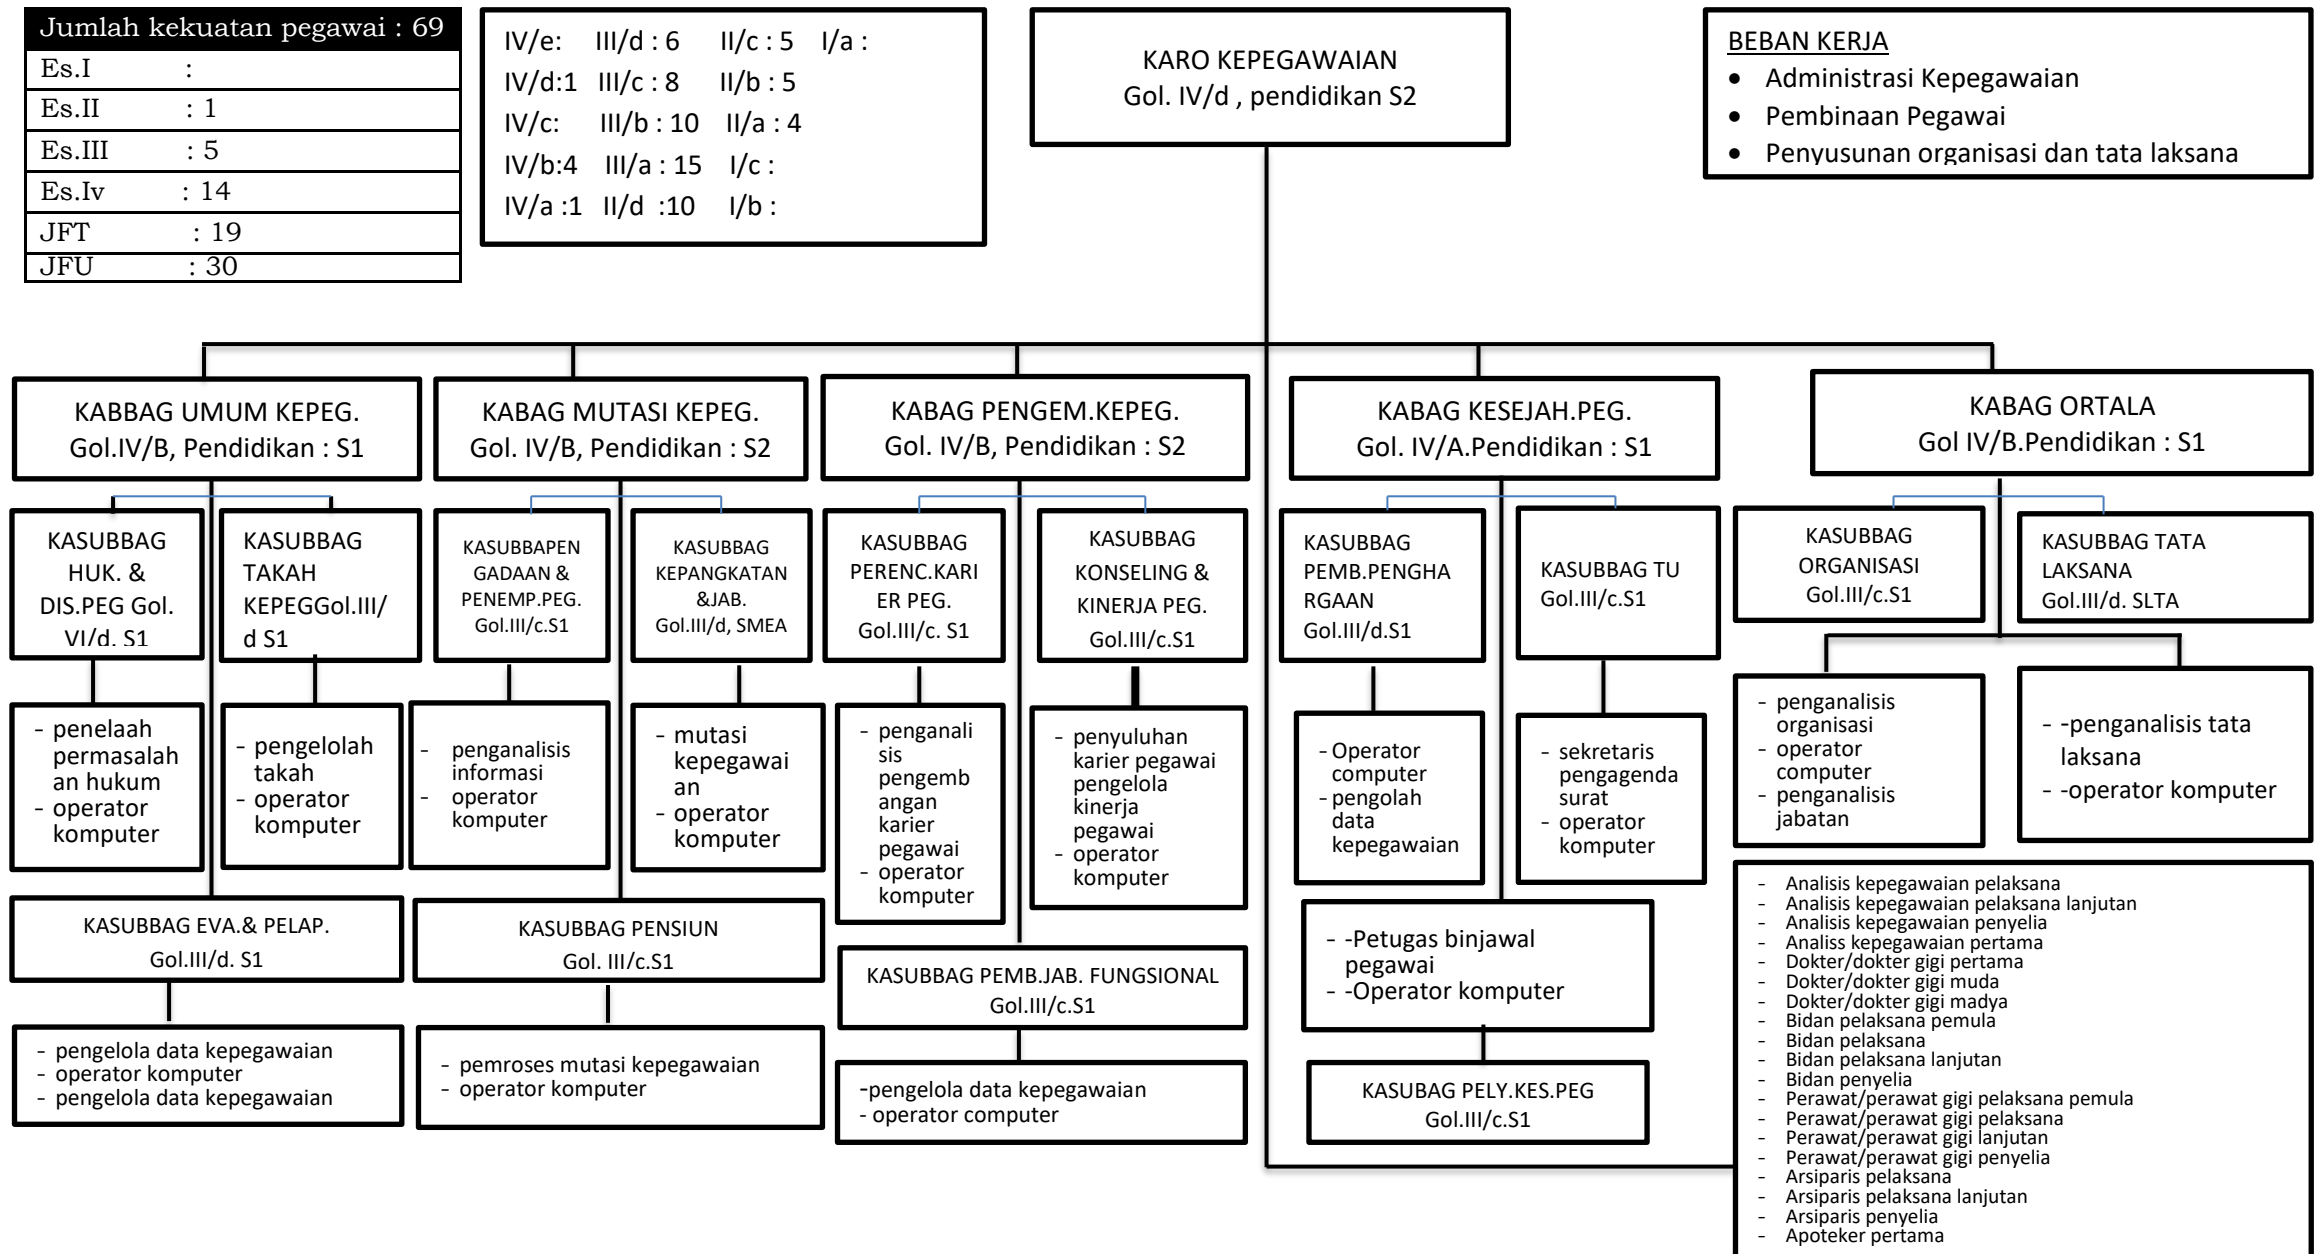 Jumlah kekuatan pegawai : 69
Es.I :
Es.II : 1
Es.III : 5
Es.Iv : 14
JFT : 19
JFU : 30
IV/e: III/d : 6 II/c : 5 I/a :
IV/d:1 III/c : 8 II/b : 5
IV/c: III/b : 10 II/a : 4
IV/b:4 III/a : 15 I/c :
IV/a :1 II/d :10 I/b :
KARO KEPEGAWAIAN
Gol. IV/d , pendidikan S2
BEBAN KERJA
• Administrasi Kepegawaian
• Pembinaan Pegawai
• Penyusunan organisasi dan tata laksana
KABBAG UMUM KEPEG.
Gol.IV/B, Pendidikan : S1
KABAG MUTASI KEPEG.
Gol. IV/B, Pendidikan : S2
KABAG PENGEM.KEPEG.
Gol. IV/B, Pendidikan : S2
KABAG KESEJAH.PEG.
Gol. IV/A.Pendidikan : S1
KABAG ORTALA
Gol IV/B.Pendidikan : S1
KASUBBAG
HUK. &
DIS.PEG Gol.
VI/d. S1
KASUBBAG
TAKAH
KEPEGGol.III/
d S1
KASUBBAPEN
GADAAN &
PENEMP.PEG.
Gol.III/c.S1
KASUBBAG
KEPANGKATAN
&JAB.
Gol.III/d, SMEA
KASUBBAG
PERENC.KARI
ER PEG.
Gol.III/c. S1
KASUBBAG
KONSELING &
KINERJA PEG.
Gol.III/c.S1
KASUBBAG
PEMB.PENGHA
RGAAN
Gol.III/d.S1
KASUBBAG TU
Gol.III/c.S1
KASUBBAG
ORGANISASI
Gol.III/c.S1
KASUBBAG TATA
LAKSANA
Gol.III/d. SLTA
- penelaah
permasalah
an hukum
- operator
komputer
- pengelolah
takah
- operator
komputer
- penganalisis
informasi
- operator
komputer
- mutasi
kepegawai
an
- operator
komputer
- penganali
sis
pengemb
angan
karier
pegawai
- operator
komputer
- penyuluhan
karier pegawai
pengelola
kinerja
pegawai
- operator
komputer
- Operator
computer
- pengolah
data
kepegawaian
- sekretaris
pengagenda
surat
- operator
komputer
- penganalisis
organisasi
- operator
computer
- penganalisis
jabatan
- -penganalisis tata
laksana
- -operator komputer
KASUBBAG EVA.& PELAP.
Gol.III/d. S1
KASUBBAG PENSIUN
Gol. III/c.S1
KASUBBAG PEMB.JAB. FUNGSIONAL
Gol.III/c.S1
- -Petugas binjawal
pegawai
- -Operator komputer
- pengelola data kepegawaian
- operator komputer
- pengelola data kepegawaian
- pemroses mutasi kepegawaian
- operator komputer
-pengelola data kepegawaian
- operator computer
KASUBAG PELY.KES.PEG
Gol.III/c.S1
- Analisis kepegawaian pelaksana
- Analisis kepegawaian pelaksana lanjutan
- Analisis kepegawaian penyelia
- Analiss kepegawaian pertama
- Dokter/dokter gigi pertama
- Dokter/dokter gigi muda
- Dokter/dokter gigi madya
- Bidan pelaksana pemula
- Bidan pelaksana
- Bidan pelaksana lanjutan
- Bidan penyelia
- Perawat/perawat gigi pelaksana pemula
- Perawat/perawat gigi pelaksana
- Perawat/perawat gigi lanjutan
- Perawat/perawat gigi penyelia
- Arsiparis pelaksana
- Arsiparis pelaksana lanjutan
- Arsiparis penyelia
- Apoteker pertama